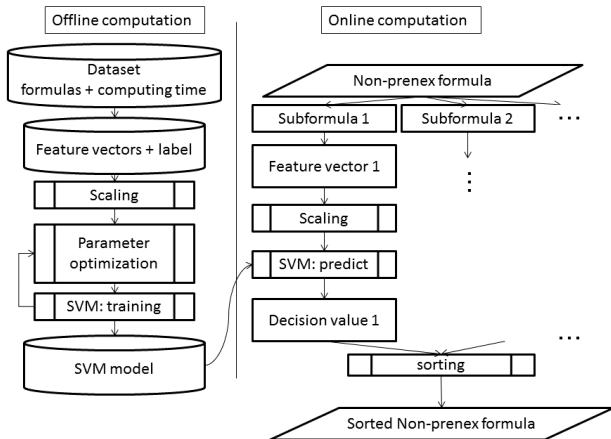 Offline computation
Dataset
formulas + computing time
Feature vectors + label
Scaling
Parameter
optimization
SVM: training
SVM model
Online computation
Non-prenex formula
Subformula 1
Subformula 2
...
Feature vector 1
⋮
Scaling
SVM: predict
Decision value 1
...
sorting
Sorted Non-prenex formula